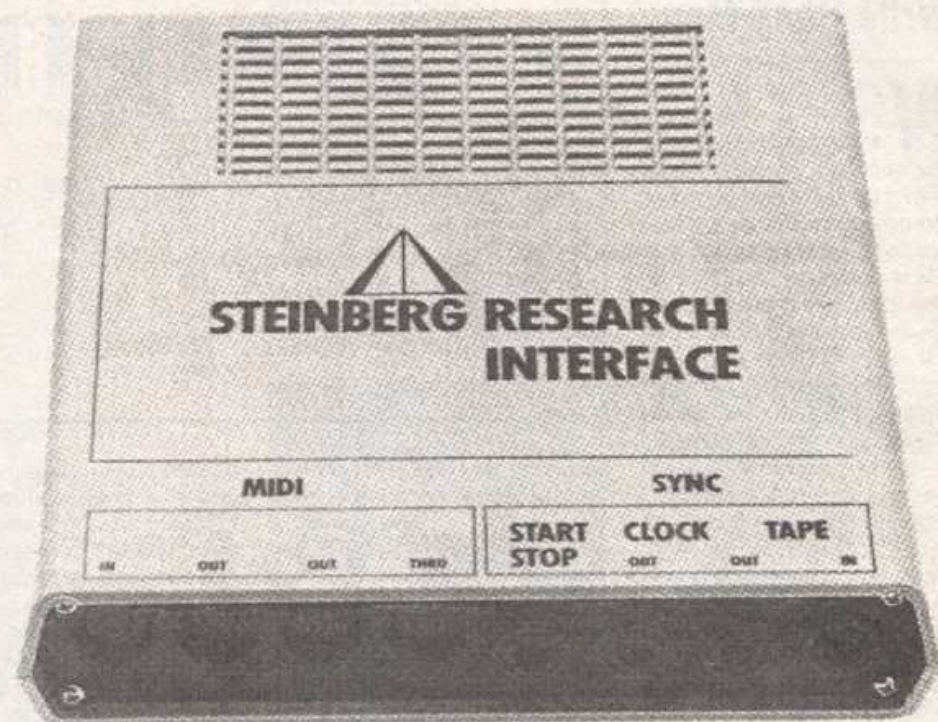 STEINBERG RESEARCH
INTERFACE
MIDI
SYNC
IN OUT OUT THRU
START CLOCK TAPE
STOP OUT OUT IN